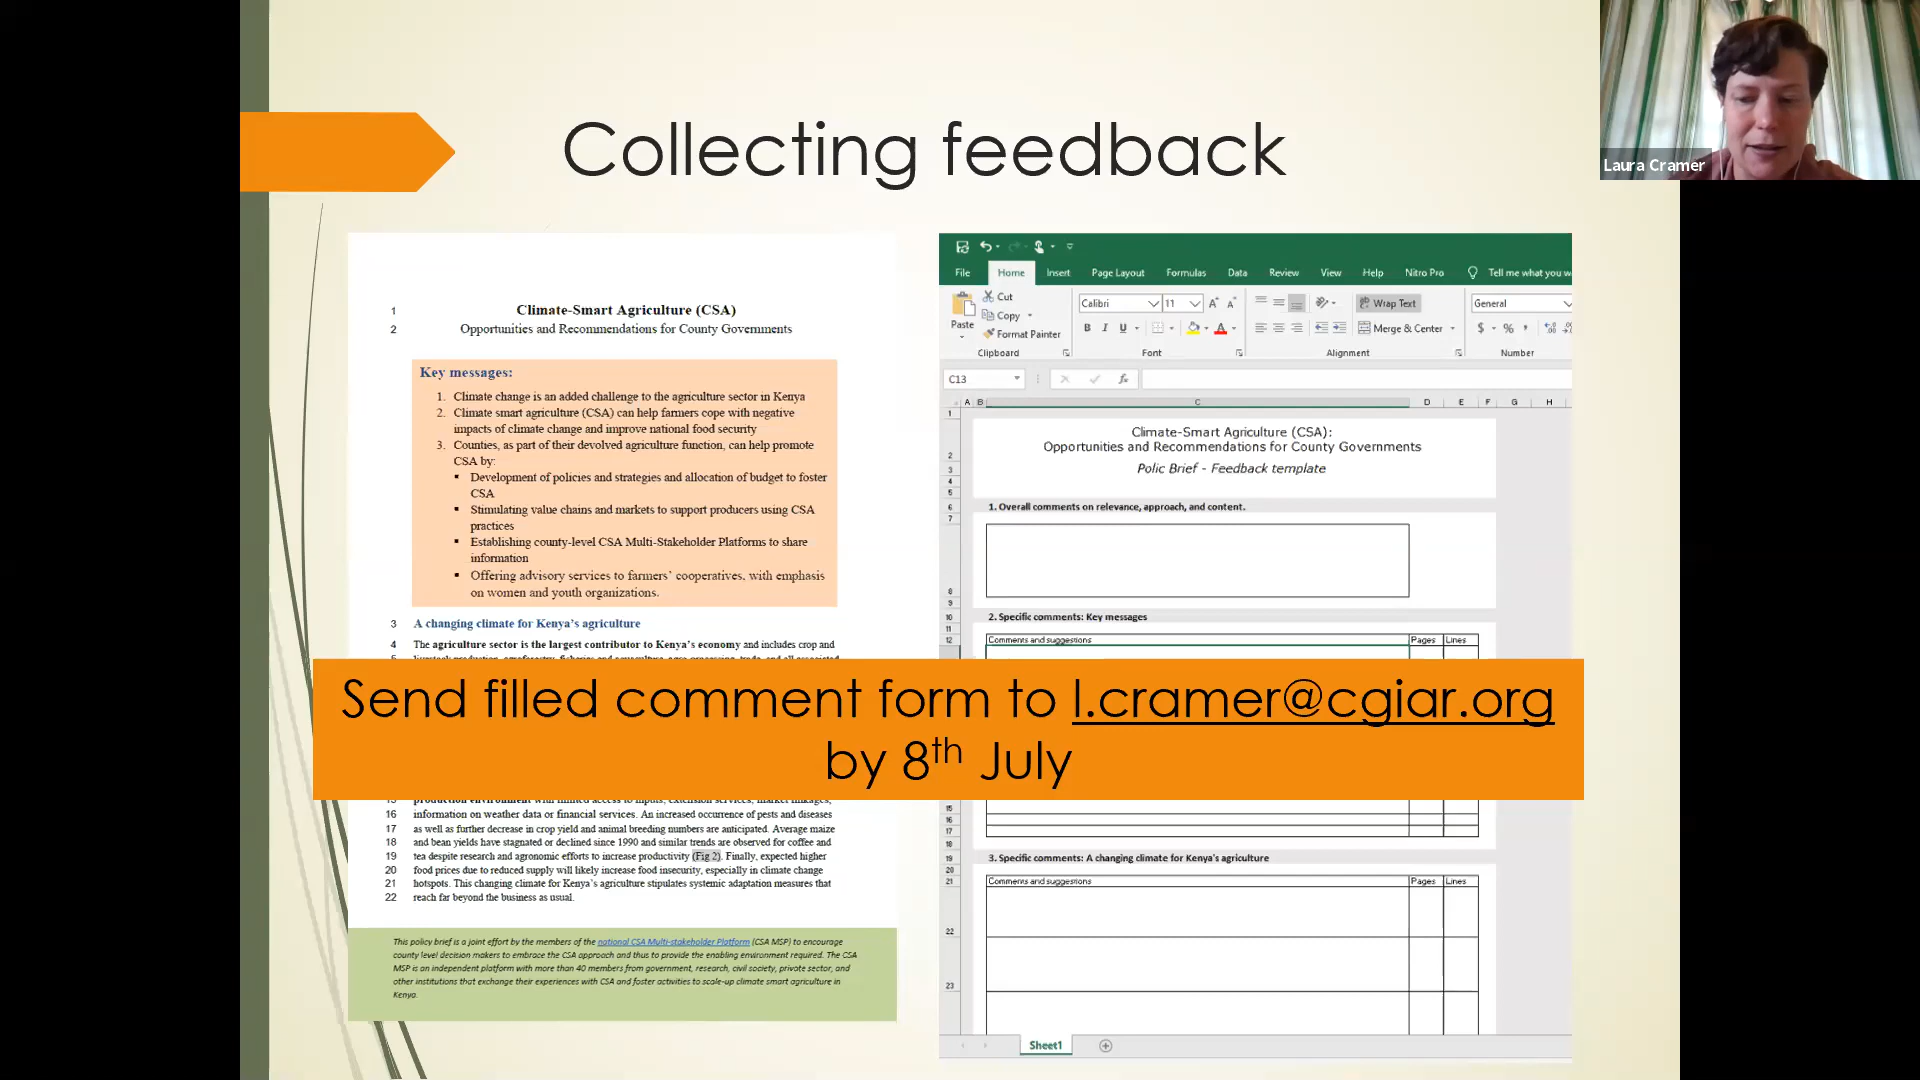 Collecting feedback
Laura Cramer
1 Climate-Smart Agriculture (CSA)
2 Opportunities and Recommendations for County Governments
Key messages:
1. Climate change is an added challenge to the agriculture sector in Kenya
2. Climate smart agriculture (CSA) can help farmers cope with negative
impacts of climate change and improve national food security
3. Counties, as part of their devolved agriculture function, can help promote
CSA by:
▪ Development of policies and strategies and allocation of budget to foster
CSA
▪ Stimulating value chains and markets to support producers using CSA
practices
▪ Establishing county-level CSA Multi-Stakeholder Platforms to share
information
▪ Offering advisory services to farmers' cooperatives, with emphasis
on women and youth organizations.
3 A changing climate for Kenya's agriculture
4 The agriculture sector is the largest contributor to Kenya's economy and includes crop and
Send filled comment form to l.cramer@cgiar.org
by 8th July
production environment with limited access to inputs, extension services, market linkages,
16 information on weather data or financial services. An increased occurrence of pests and diseases
17 as well as further decrease in crop yield and animal breeding numbers are anticipated. Average maize
18 and bean yields have stagnated or declined since 1990 and similar trends are observed for coffee and
19 tea despite research and agronomic efforts to increase productivity (Fig 2). Finally, expected higher
20 food prices due to reduced supply will likely increase food insecurity, especially in climate change
21 hotspots. This changing climate for Kenya's agriculture stipulates systemic adaptation measures that
22 reach far beyond the business as usual.
This policy brief is a joint effort by the members of the national CSA Multi-stakeholder Platform (CSA MSP) to encourage
county level decision makers to embrace the CSA approach and thus to provide the enabling environment required. The CSA
MSP is an independent platform with more than 40 members from government, research, civil society, private sector, and
other institutions that exchange their experiences with CSA and foster activities to scale-up climate smart agriculture in
Kenya.
File Home Insert Page Layout Formulas Data Review View Help Nitro Pro Tell me what you w
Paste
Cut
Copy
Format Painter
Calibri 11
B I U
Wrap Text
Merge & Center
General
$ %
Clipboard Font Alignment Number
C13
fx
A B C D E F G H
Climate-Smart Agriculture (CSA):
Opportunities and Recommendations for County Governments
Polic Brief - Feedback template
1. Overall comments on relevance, approach, and content.
2. Specific comments: Key messages
Comments and suggestions Pages Lines
3. Specific comments: A changing climate for Kenya's agriculture
Comments and suggestions Pages Lines
Sheet1